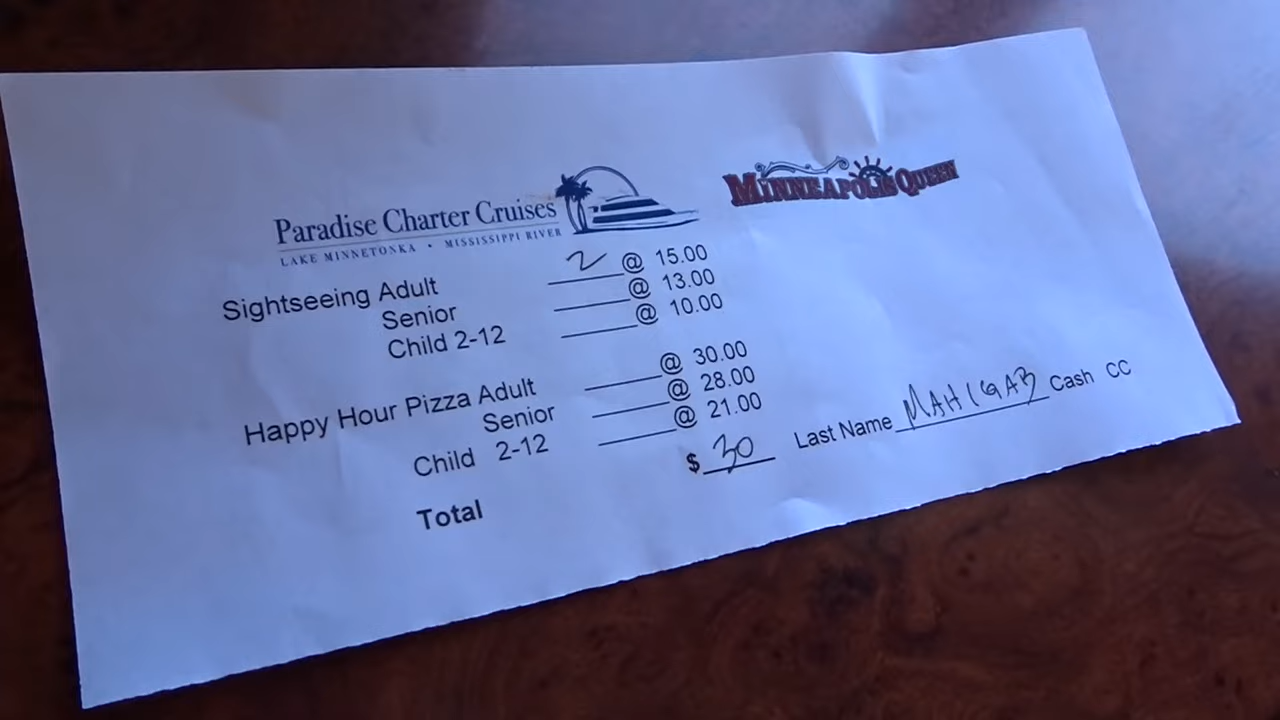 Paradise Charter Cruises
LAKE MINNETONKA • MISSISSIPPI RIVER
MINNEAPOLIS QUEEN
Sightseeing Adult 2 @ 15.00
Senior @ 13.00
Child 2-12 @ 10.00
Happy Hour Pizza Adult @ 30.00
Senior @ 28.00
Child 2-12 @ 21.00
Total $ 30 Last Name MAHIGAB Cash CC